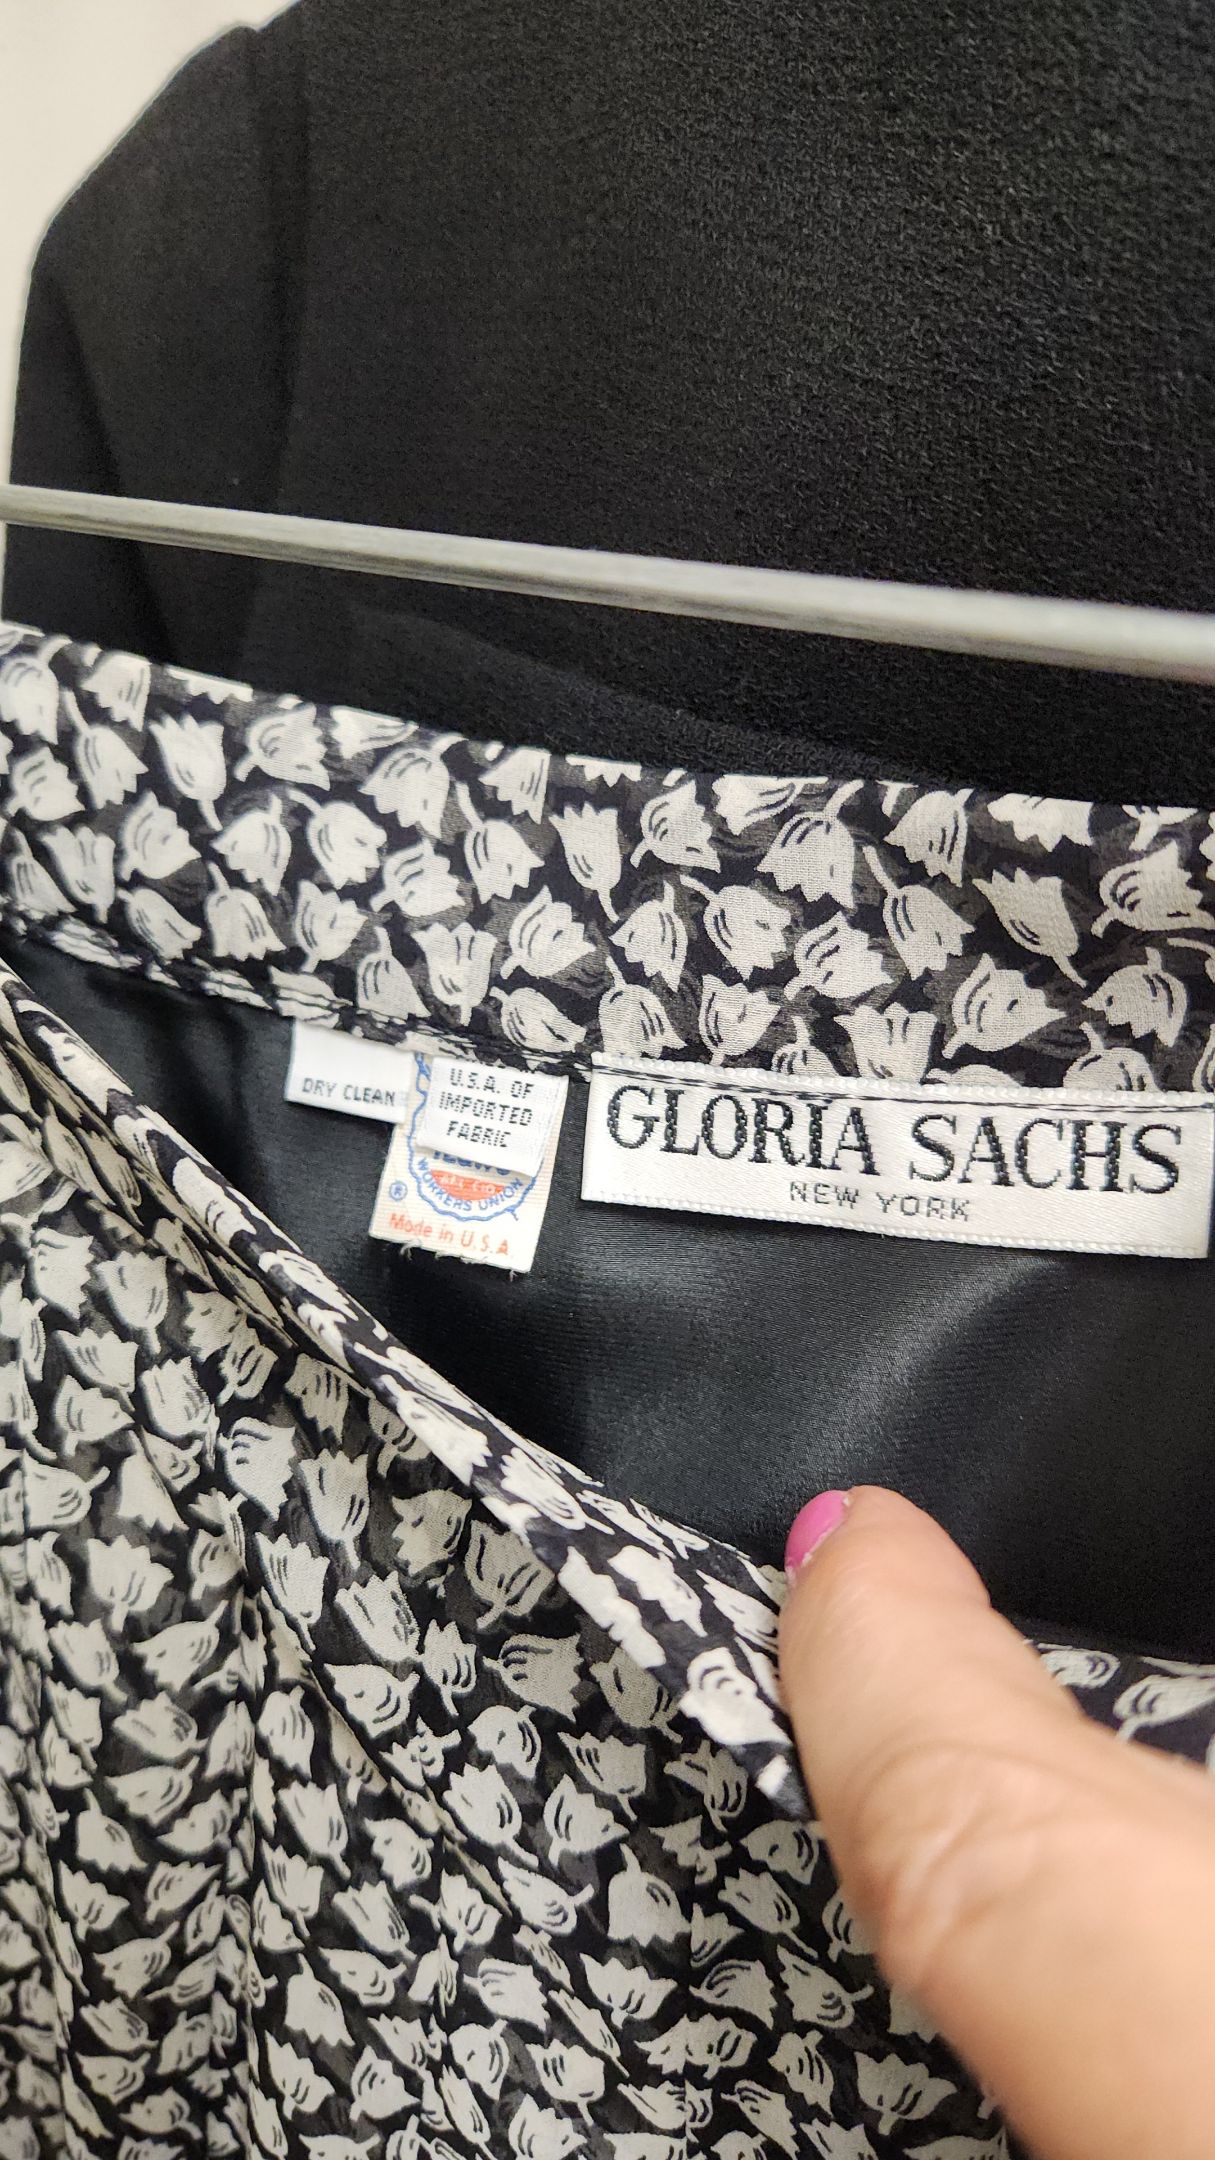 DRY CLEAN
U.S.A. OF
IMPORTED
FABRIC
WORKERS UNION
®
Made in U.S.A.
GLORIA SACHS
NEW YORK